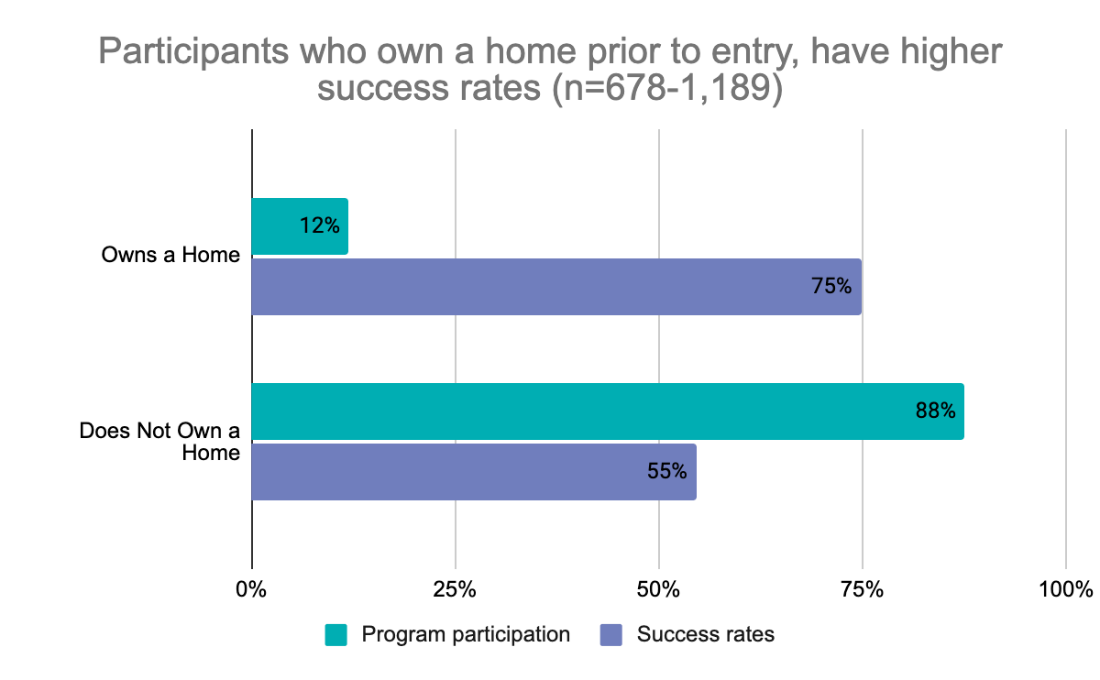 Participants who own a home prior to entry, have higher
success rates (n=678-1,189)
Owns a Home
12%
75%
Does Not Own a
Home
88%
55%
0% 25% 50% 75% 100%
Program participation Success rates